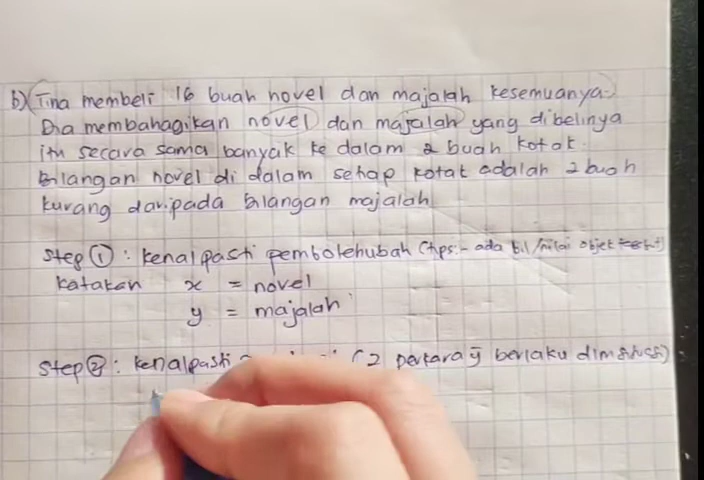 b) (Tina membeli 16 buah novel dan majalah kesemuanya.
Dia membahagikan novel dan majalah yang dibelinya
itu secara sama banyak ke dalam 2 buah kotak.
Bilangan novel di dalam setiap kotak adalah 2 buah
kurang daripada bilangan majalah
Step ① : kenalpasti pembolehubah (tips:- ada bil/nilai objek
katakan x = novel
y = majalah
Step ② : kenalpasti (2 perkara yg berlaku